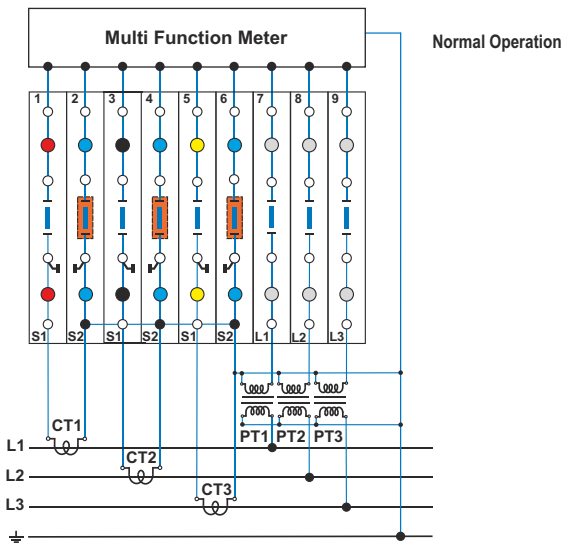 Multi Function Meter
Normal Operation
1 2 3 4 5 6 7 8 9
S1 S2 S1 S2 S1 S2 L1 L2 L3
CT1
PT1 PT2 PT3
L1
CT2
L2
CT3
L3